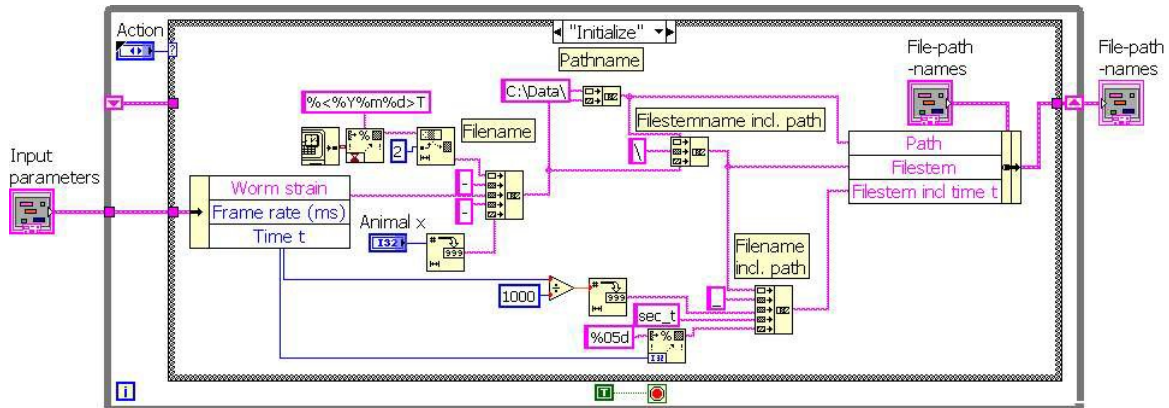 Action
"Initialize"
Pathname
File-path
-names
File-path
-names
%<%Y%m%d>T
C:\Data\
Filename
Filestemname incl. path
2
\
Path
Filestem
Filestem incl time t
Input
parameters
Worm strain
Frame rate (ms)
Time t
-
-
Animal x
I32
999
Filename
incl. path
1000
999
_
sec_t
%05d
I32
i
T